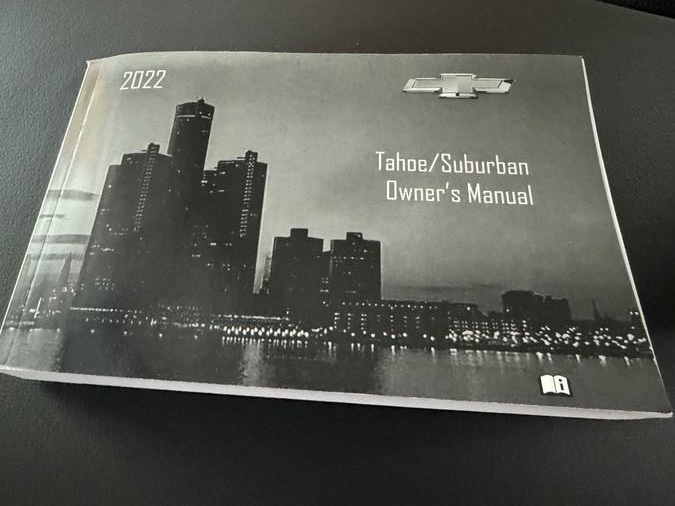 2022
Tahoe/Suburban
Owner's Manual
i